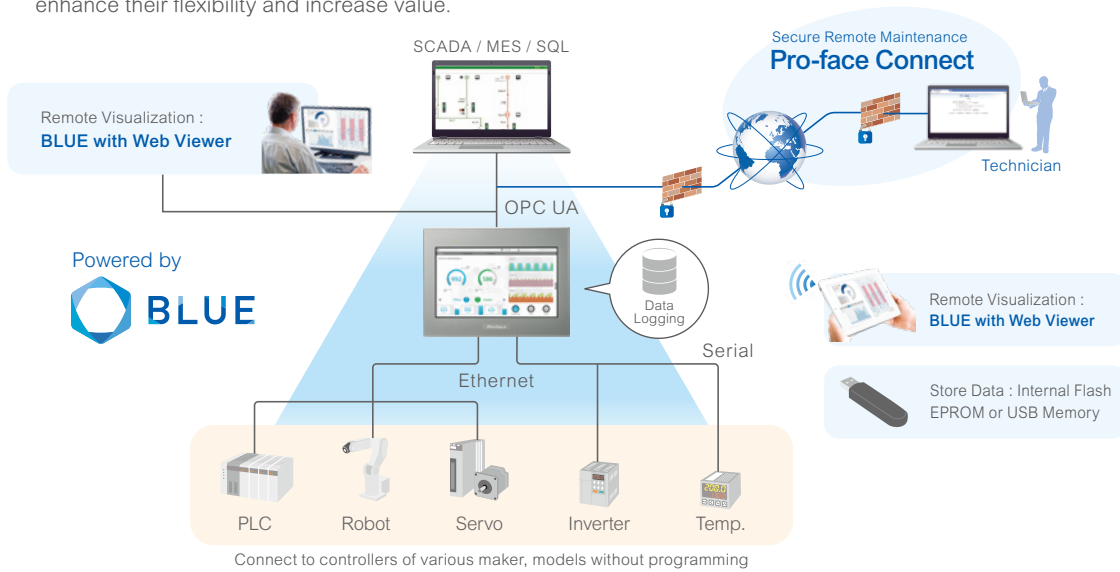 enhance their flexibility and increase value.
SCADA / MES / SQL
Secure Remote Maintenance
Pro-face Connect
Remote Visualization :
BLUE with Web Viewer
Technician
OPC UA
Powered by
BLUE
Data
Logging
Remote Visualization :
BLUE with Web Viewer
Serial
Ethernet
Store Data : Internal Flash
EPROM or USB Memory
PLC
Robot
Servo
Inverter
Temp.
Connect to controllers of various maker, models without programming